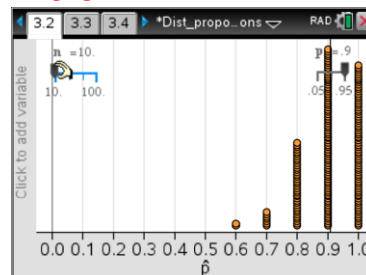 3.2 3.3 3.4 *Dist_propo...ons RAD
n =10.
10. 100.
p =.9
.05 .95
Click to add variable
0.0 0.1 0.2 0.3 0.4 0.5 0.6 0.7 0.8 0.9 1.0
p̂